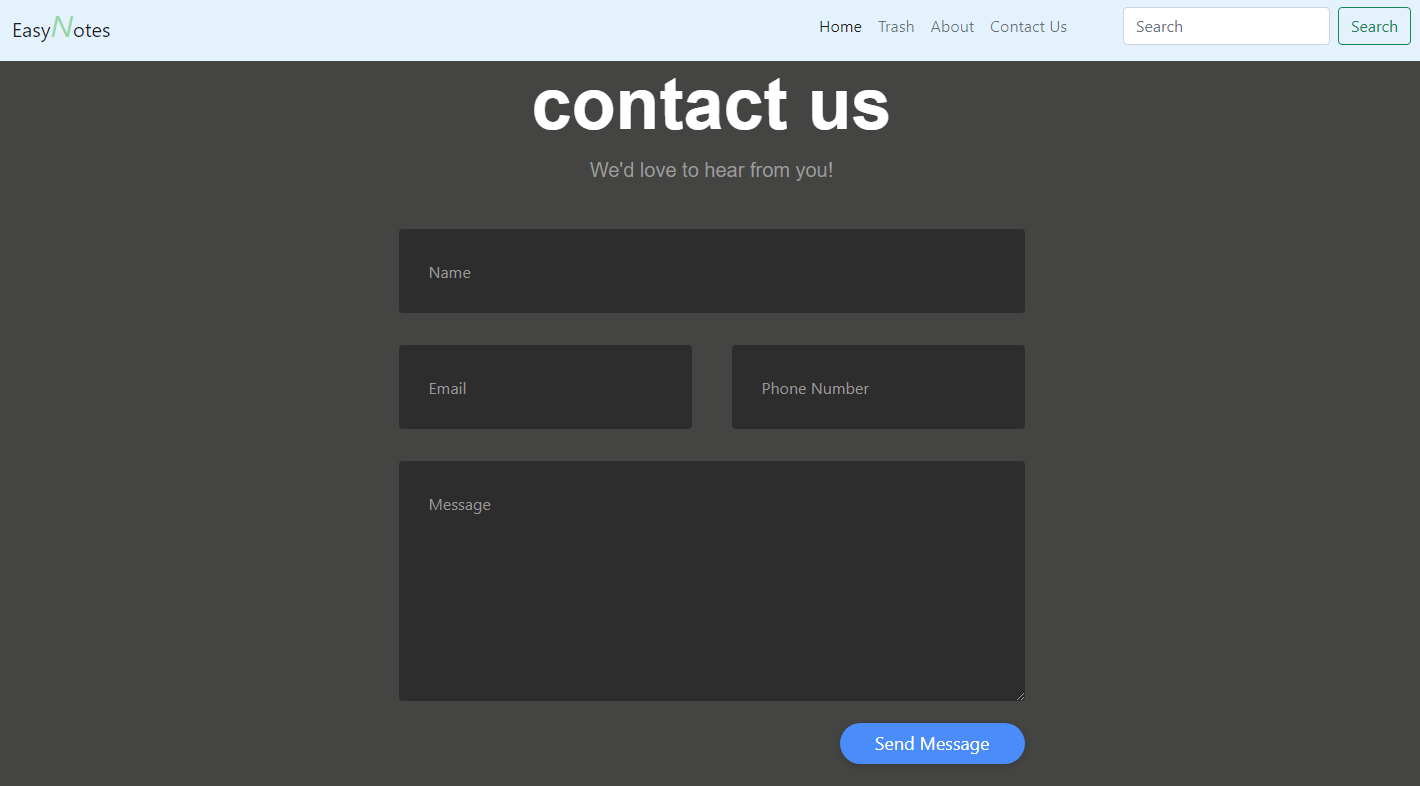 EasyNotes Home Trash About Contact Us Search Search
contact us
We'd love to hear from you!
Name
Email Phone Number
Message
Send Message